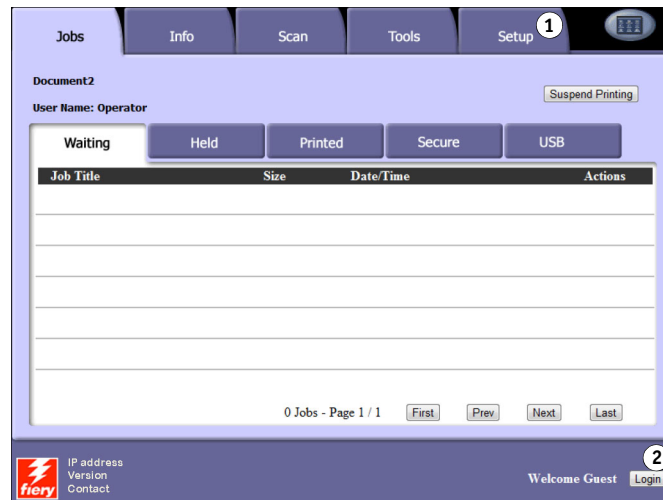 Jobs Info Scan Tools Setup 1
Document2
Suspend Printing
User Name: Operator
Waiting Held Printed Secure USB
Job Title Size Date/Time Actions
0 Jobs - Page 1 / 1 First Prev Next Last
IP address
Version
Contact
fiery
Welcome Guest Login 2